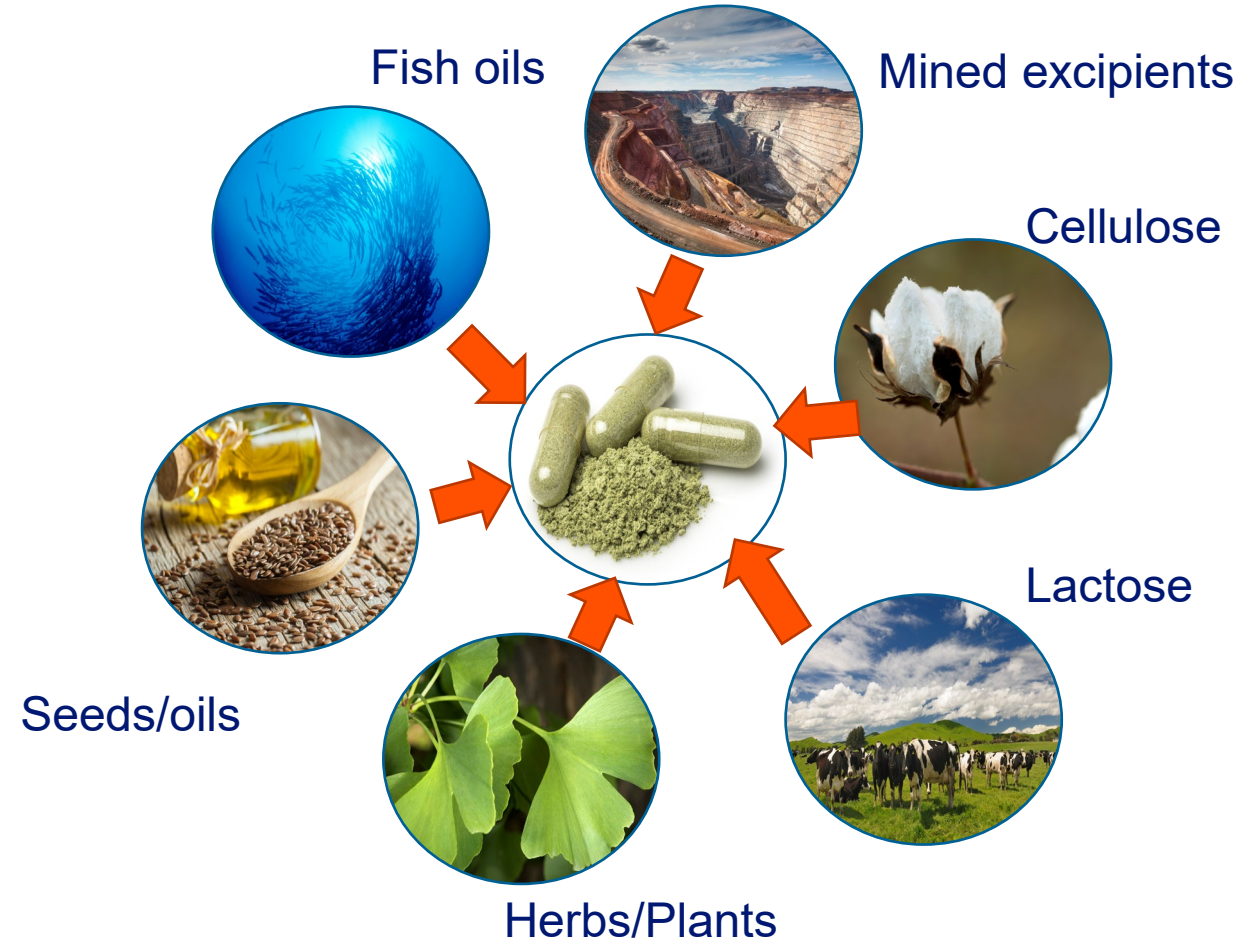 Fish oils
Mined excipients
Cellulose
Lactose
Seeds/oils
Herbs/Plants